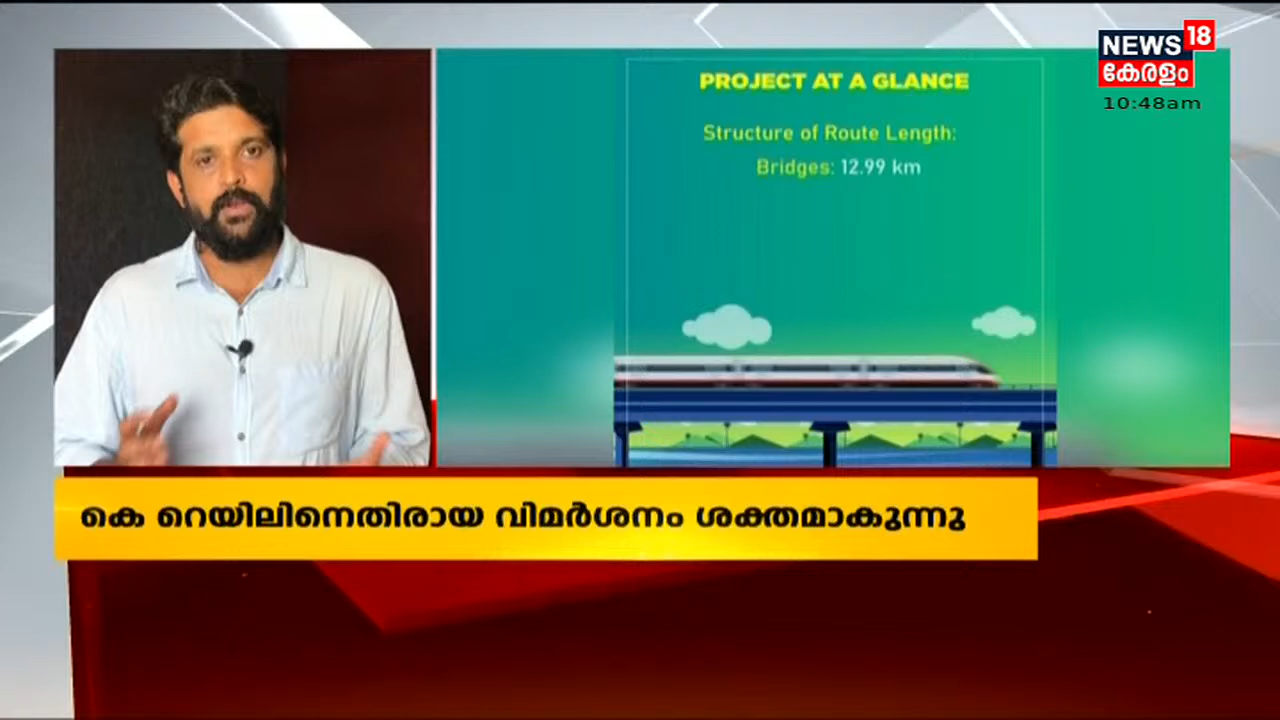 PROJECT AT A GLANCE
Structure of Route Length:
Bridges: 12.99 km
NEWS 18
കേരളം
10:48am
കെ റെയിലിനെതിരായ വിമർശനം ശക്തമാകുന്നു